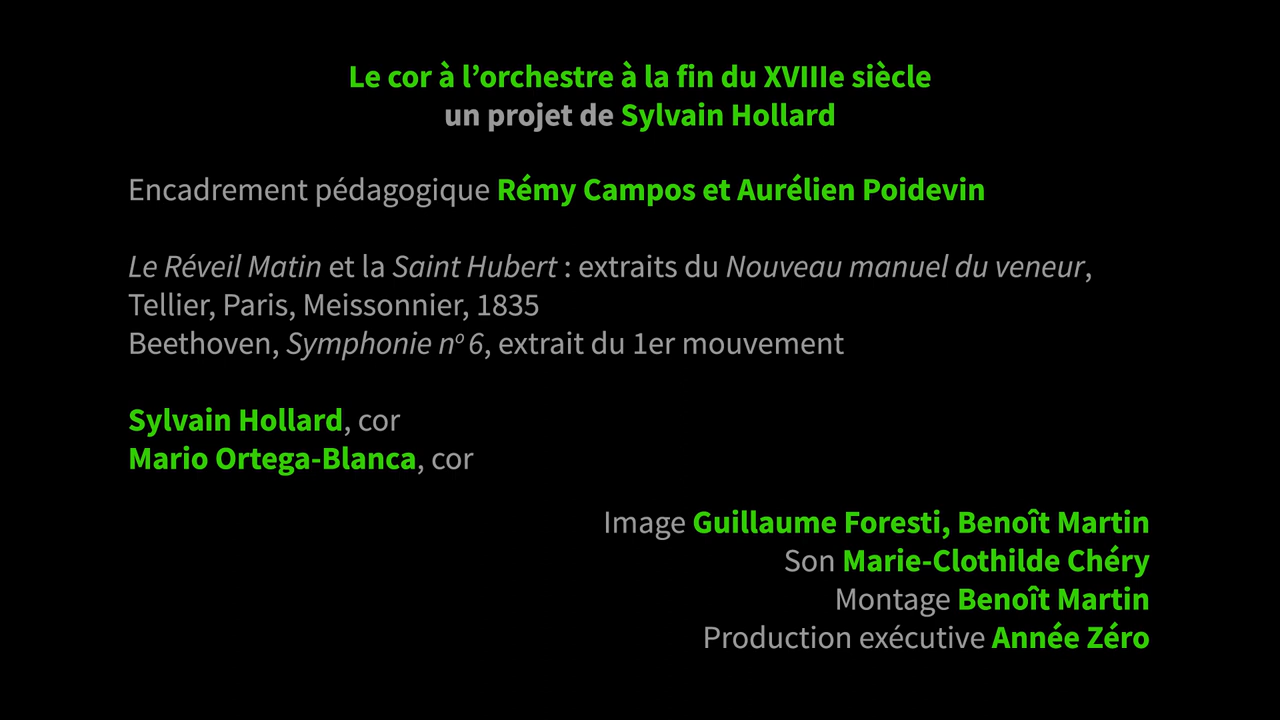 Le cor à l’orchestre à la fin du XVIIIe siècle
un projet de Sylvain Hollard
Encadrement pédagogique Rémy Campos et Aurélien Poidevin
Le Réveil Matin et la Saint Hubert : extraits du Nouveau manuel du veneur,
Tellier, Paris, Meissonnier, 1835
Beethoven, Symphonie nº 6, extrait du 1er mouvement
Sylvain Hollard, cor
Mario Ortega-Blanca, cor
Image Guillaume Foresti, Benoît Martin
Son Marie-Clothilde Chéry
Montage Benoît Martin
Production exécutive Année Zéro